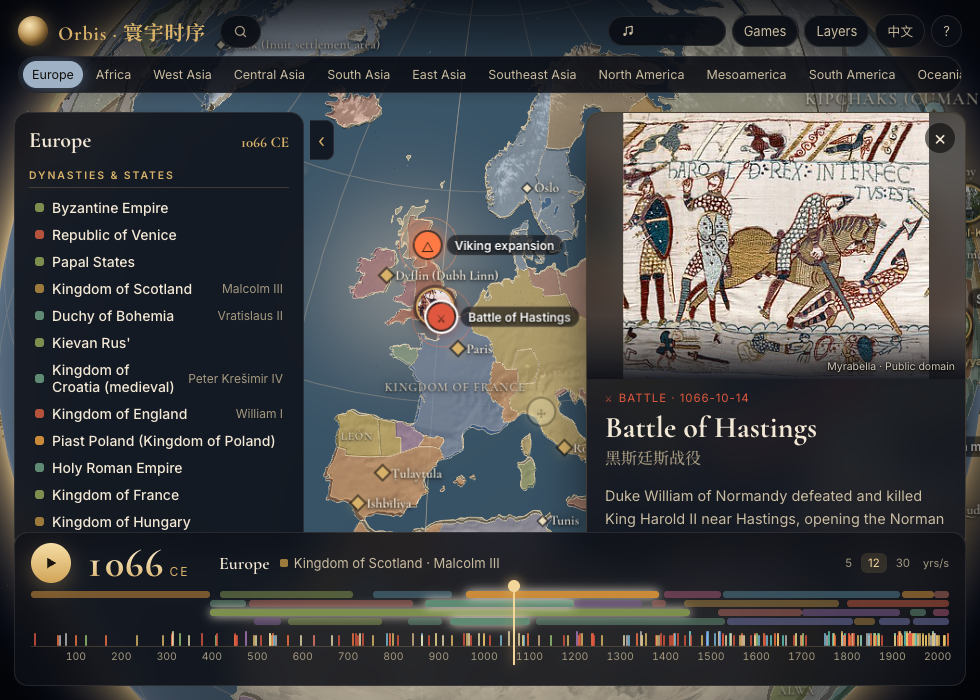 Orbis · 寰宇时序
(Inuit settlement area)
Games
Layers
中文
?
Europe
Africa
West Asia
Central Asia
South Asia
East Asia
Southeast Asia
North America
Mesoamerica
South America
Oceania
KIPCHAKS (CUMAN
Europe
1066 CE
DYNASTIES & STATES
Byzantine Empire
Republic of Venice
Papal States
Kingdom of Scotland Malcolm III
Duchy of Bohemia Vratislaus II
Kievan Rus'
Kingdom of
Croatia (medieval) Peter Krešimir IV
Kingdom of England William I
Piast Poland (Kingdom of Poland)
Holy Roman Empire
Kingdom of France
Kingdom of Hungary
Oslo
Viking expansion
Dyflin (Dubh Linn)
Battle of Hastings
Paris
KINGDOM OF FRANCE
LEON
Tulaytula
Ishbiliya
Tunis
HAROLD:REX:INTERFEC
TVS:EST
Myrabella · Public domain
BATTLE · 1066-10-14
Battle of Hastings
黑斯廷斯战役
Duke William of Normandy defeated and killed
King Harold II near Hastings, opening the Norman
1066 CE
Europe
Kingdom of Scotland · Malcolm III
5 12 30 yrs/s
100 200 300 400 500 600 700 800 900 1000 1100 1200 1300 1400 1500 1600 1700 1800 1900 2000
ALWA